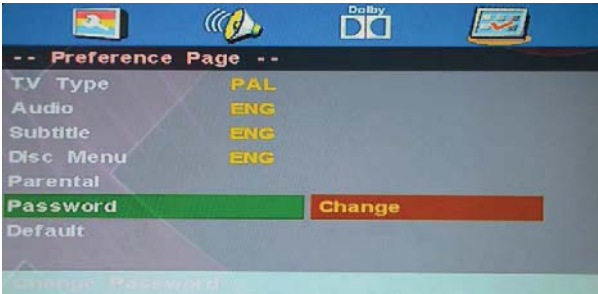 Dolby
-- Preference Page --
TV Type PAL
Audio ENG
Subtitle ENG
Disc Menu ENG
Parental
Password Change
Default
Change Password